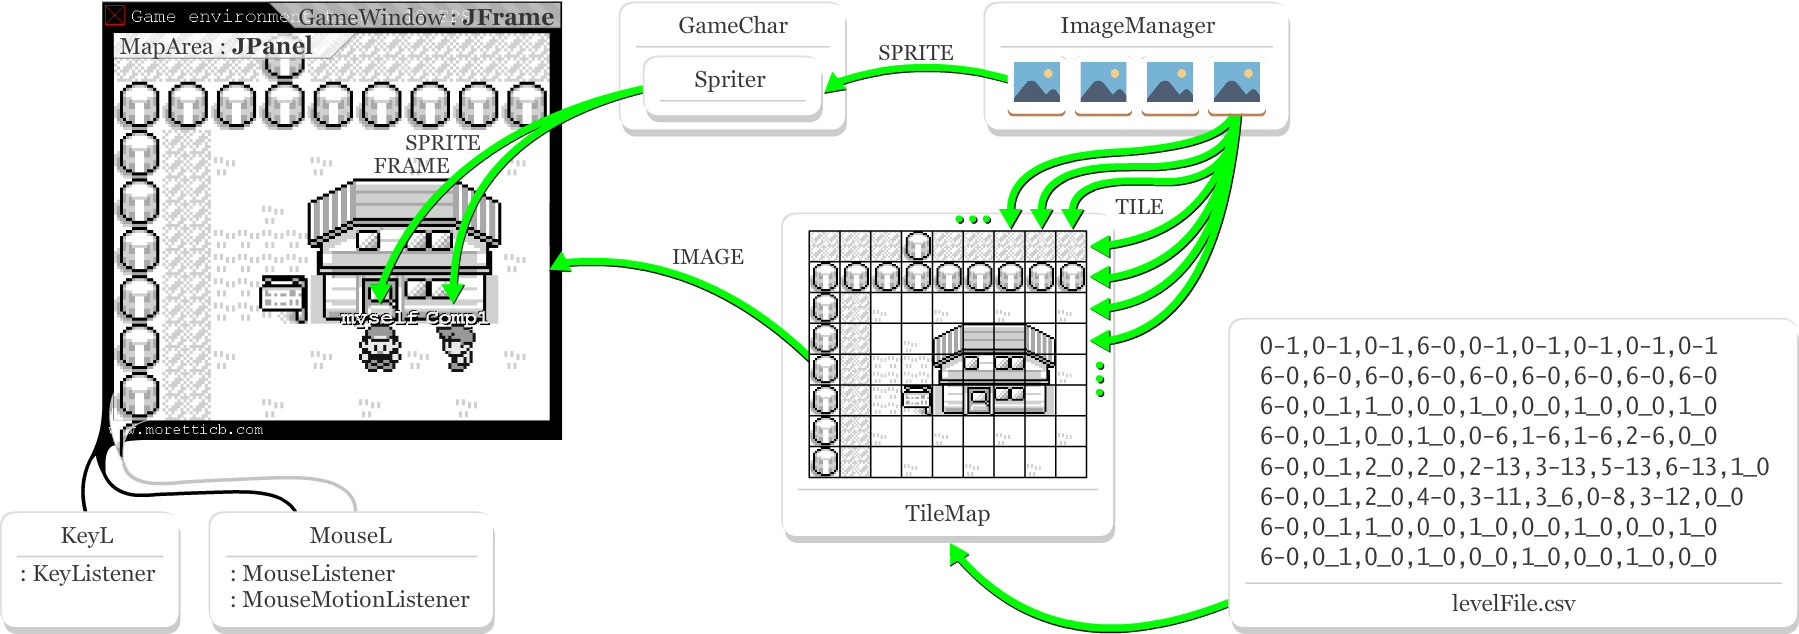 Game environment
GameWindow : JFrame
MapArea : JPanel
SPRITE
FRAME
myself Comp1
www.moretticb.com
KeyL
: KeyListener
MouseL
: MouseListener
: MouseMotionListener
GameChar
Spriter
SPRITE
ImageManager
IMAGE
TILE
TileMap
0-1,0-1,0-1,6-0,0-1,0-1,0-1,0-1,0-1
6-0,6-0,6-0,6-0,6-0,6-0,6-0,6-0,6-0
6-0,0_1,1_0,0_0,1_0,0_0,1_0,0_0,1_0
6-0,0_1,0_0,1_0,0-6,1-6,1-6,2-6,0_0
6-0,0_1,2_0,2_0,2-13,3-13,5-13,6-13,1_0
6-0,0_1,2_0,4-0,3-11,3_6,0-8,3-12,0_0
6-0,0_1,1_0,0_0,1_0,0_0,1_0,0_0,1_0
6-0,0_1,0_0,1_0,0_0,1_0,0_0,1_0,0_0
levelFile.csv